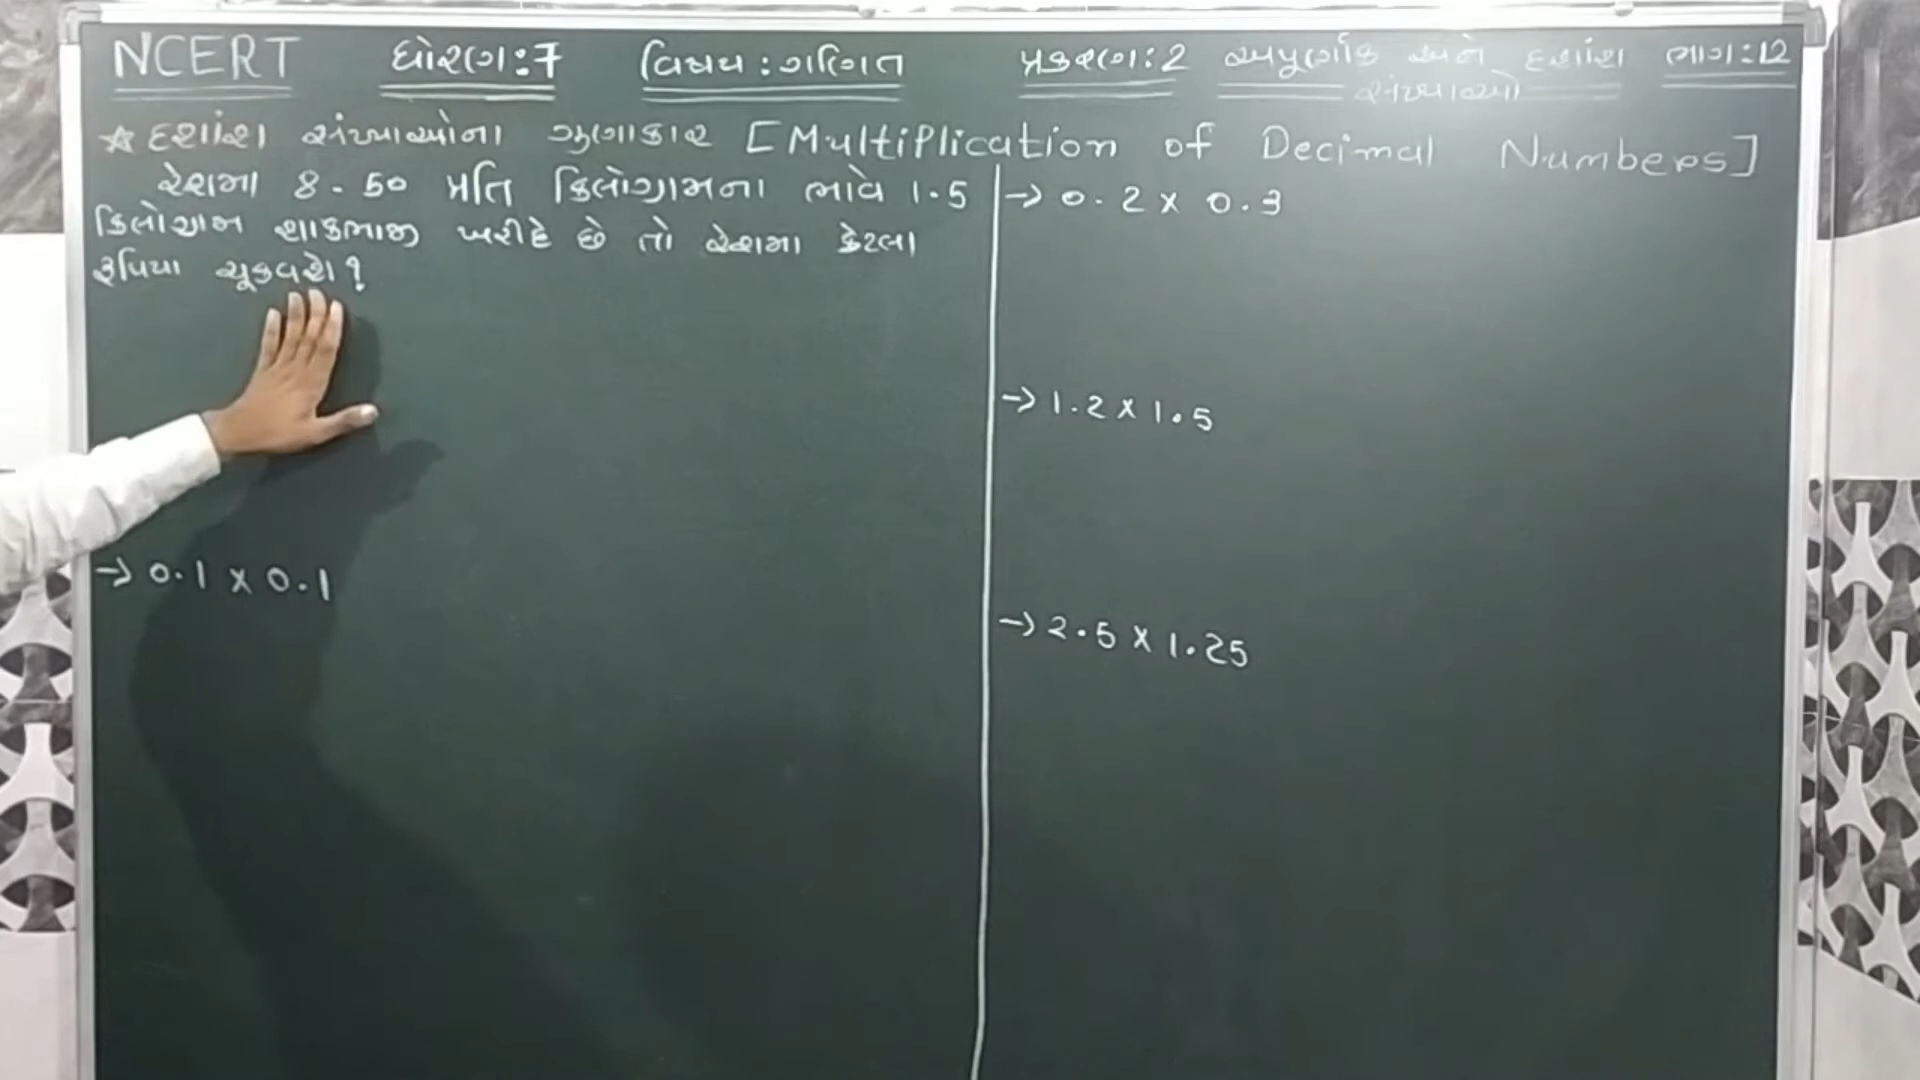 NCERT ધોરણ:7 વિષય:ગણિત પ્રકરણ:2 અપૂર્ણાંક અને દશાંશ ભાગ:12
સંખ્યાઓ
☆ દશાંશ સંખ્યાઓના ગુણાકાર [Multiplication of Decimal Numbers]
રેશમા 8.50 પ્રતિ કિલોગ્રામના ભાવે 1.5
કિલોગ્રામ શાકભાજી ખરીદે છે તો રેશમા કેટલા
રૂપિયા ચૂકવશે?
→ 0.1 x 0.1
→ 0.2 x 0.3
→ 1.2 x 1.5
→ 2.5 x 1.25